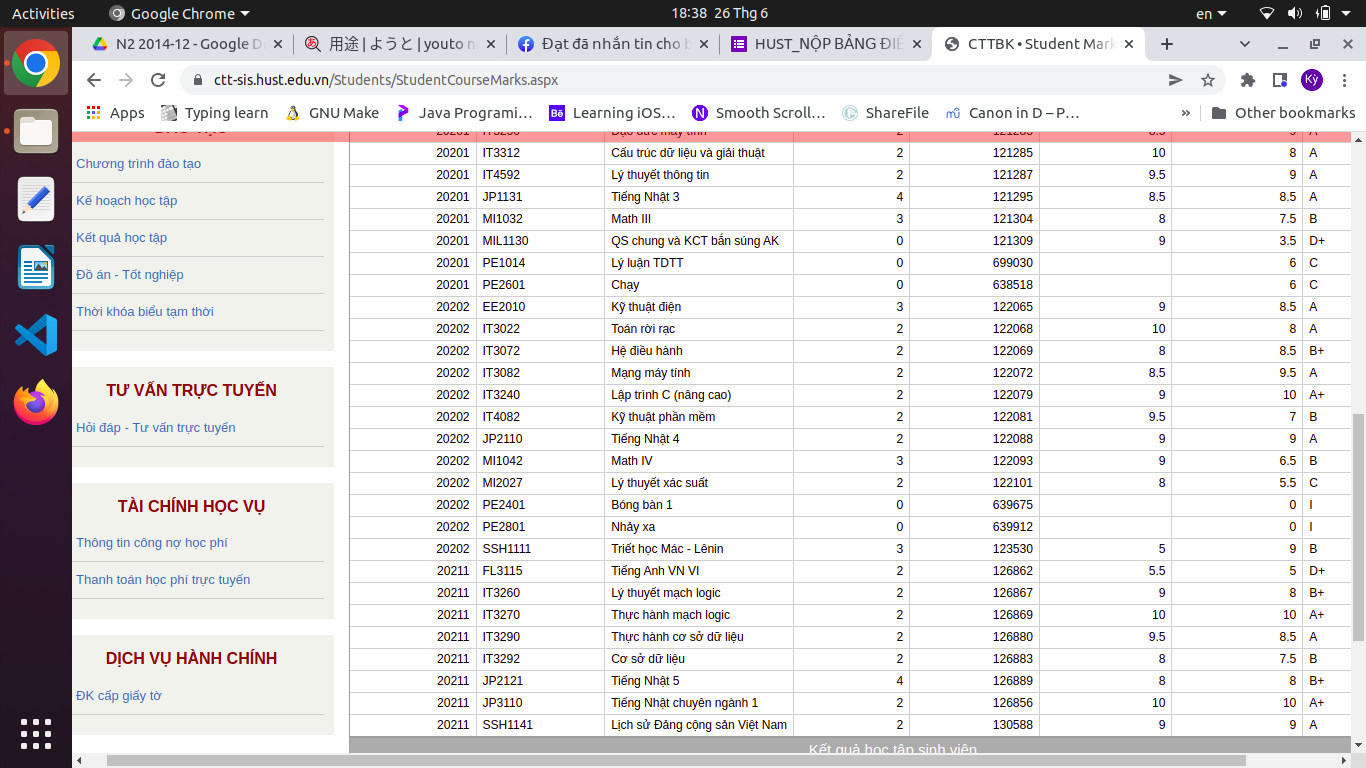 Activities Google Chrome 18:38 26 Thg 6 en
N2 2014-12 - Google D 用途 | ようと | youto n Đạt đã nhắn tin cho b HUST_NỘP BẢNG ĐIỂ CTTBK • Student Mark
ctt-sis.hust.edu.vn/Students/StudentCourseMarks.aspx Kỳ
Apps Typing learn GNU Make Java Programi… Learning iOS… Smooth Scroll… ShareFile Canon in D – P… » Other bookmarks
20201 Đạo đức máy tính 2 121283 9 A
Chương trình đào tạo
Kế hoạch học tập
Kết quả học tập
Đồ án - Tốt nghiệp
Thời khóa biểu tạm thời
TƯ VẤN TRỰC TUYẾN
Hỏi đáp - Tư vấn trực tuyến
TÀI CHÍNH HỌC VỤ
Thông tin công nợ học phí
Thanh toán học phí trực tuyến
DỊCH VỤ HÀNH CHÍNH
ĐK cấp giấy tờ
20201 IT3312 Cấu trúc dữ liệu và giải thuật 2 121285 10 8 A
20201 IT4592 Lý thuyết thông tin 2 121287 9.5 9 A
20201 JP1131 Tiếng Nhật 3 4 121295 8.5 8.5 A
20201 MI1032 Math III 3 121304 8 7.5 B
20201 MIL1130 QS chung và KCT bắn súng AK 0 121309 9 3.5 D+
20201 PE1014 Lý luận TDTT 0 699030 6 C
20201 PE2601 Chạy 0 638518 6 C
20202 EE2010 Kỹ thuật điện 3 122065 9 8.5 A
20202 IT3022 Toán rời rạc 2 122068 10 8 A
20202 IT3072 Hệ điều hành 2 122069 8 8.5 B+
20202 IT3082 Mạng máy tính 2 122072 8.5 9.5 A
20202 IT3240 Lập trình C (nâng cao) 2 122079 9 10 A+
20202 IT4082 Kỹ thuật phần mềm 2 122081 9.5 7 B
20202 JP2110 Tiếng Nhật 4 2 122088 9 9 A
20202 MI1042 Math IV 3 122093 9 6.5 B
20202 MI2027 Lý thuyết xác suất 2 122101 8 5.5 C
20202 PE2401 Bóng bàn 1 0 639675 0 I
20202 PE2801 Nhảy xa 0 639912 0 I
20202 SSH1111 Triết học Mác - Lênin 3 123530 5 9 B
20211 FL3115 Tiếng Anh VN VI 2 126862 5.5 5 D+
20211 IT3260 Lý thuyết mạch logic 2 126867 9 8 B+
20211 IT3270 Thực hành mạch logic 2 126869 10 10 A+
20211 IT3290 Thực hành cơ sở dữ liệu 2 126880 9.5 8.5 A
20211 IT3292 Cơ sở dữ liệu 2 126883 8 7.5 B
20211 JP2121 Tiếng Nhật 5 4 126889 8 8 B+
20211 JP3110 Tiếng Nhật chuyên ngành 1 2 126856 10 10 A+
20211 SSH1141 Lịch sử Đảng cộng sản Việt Nam 2 130588 9 9 A
Kết quả học tập sinh viên